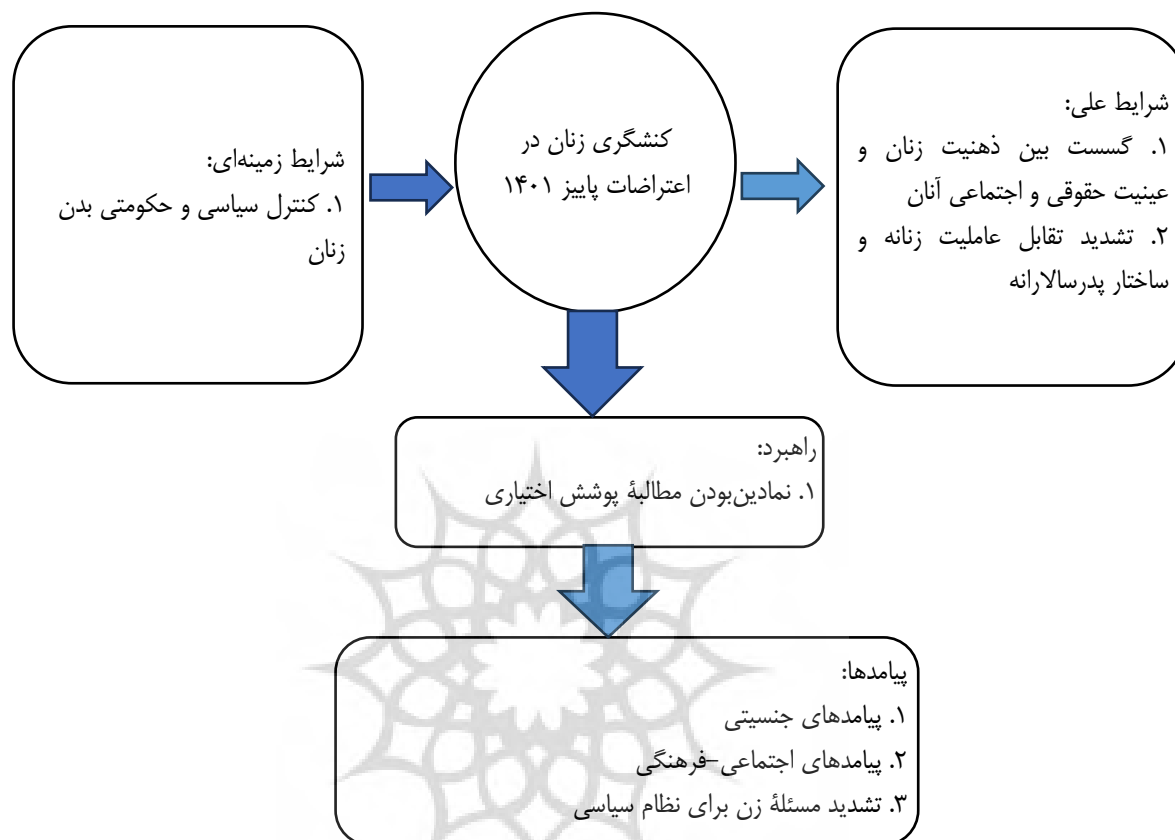 شرایط علی:
۱. گسست بین ذهنیت زنان و
عینیت حقوقی و اجتماعی آنان
۲. تشدید تقابل عاملیت زنانه و
ساختار پدرسالارانه
کنشگری زنان در
اعتراضات پاییز ۱۴۰۱
شرایط زمینه‌ای:
۱. کنترل سیاسی و حکومتی بدن
زنان
راهبرد:
۱. نمادین‌بودن مطالبۀ پوشش اختیاری
پیامدها:
۱. پیامدهای جنسیتی
۲. پیامدهای اجتماعی-فرهنگی
۳. تشدید مسئلۀ زن برای نظام سیاسی